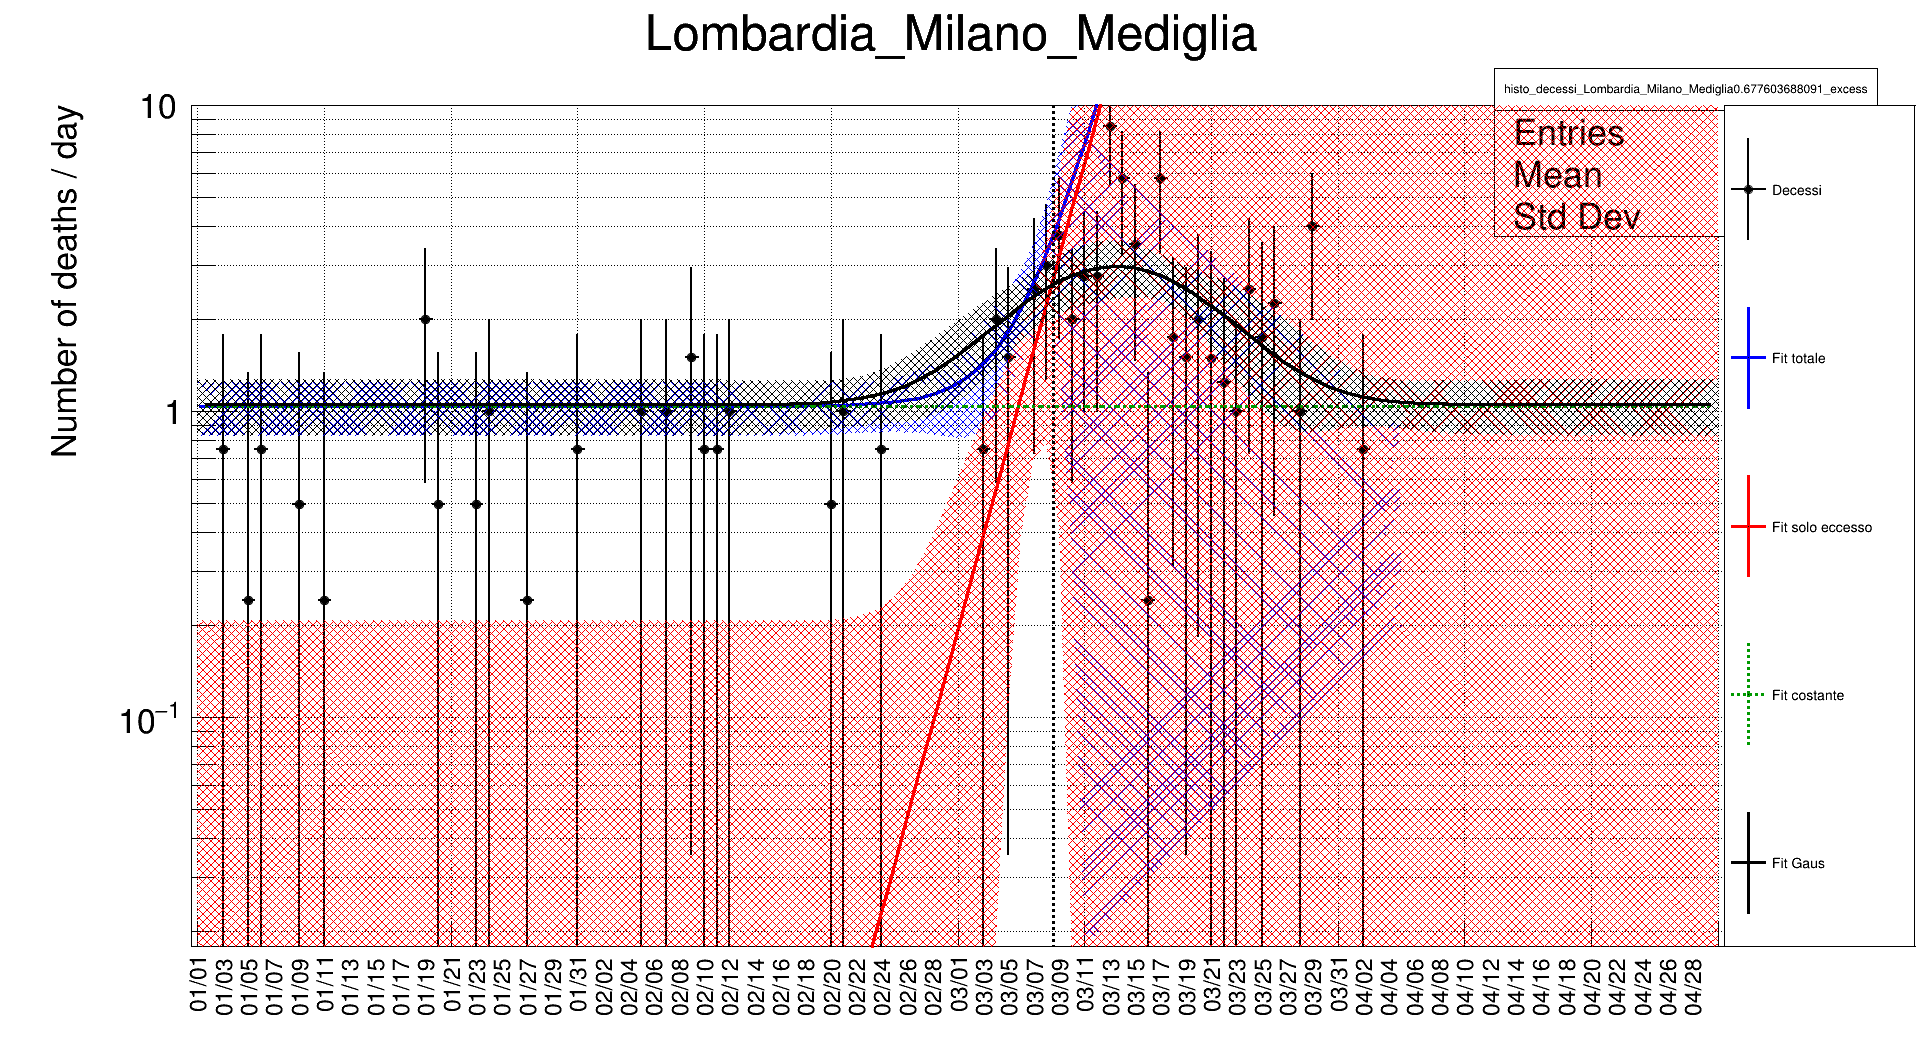 Lombardia_Milano_Mediglia
histo_decessi_Lombardia_Milano_Mediglia0.677603688091_excess
Entries
Mean
Std Dev
Number of deaths / day
10
1
10−1
Decessi
Fit totale
Fit solo eccesso
Fit costante
Fit Gaus
01/01 01/03 01/05 01/07 01/09 01/11 01/13 01/15 01/17 01/19 01/21 01/23 01/25 01/27 01/29 01/31 02/02 02/04 02/06 02/08 02/10 02/12 02/14 02/16 02/18 02/20 02/22 02/24 02/26 02/28 03/01 03/03 03/05 03/07 03/09 03/11 03/13 03/15 03/17 03/19 03/21 03/23 03/25 03/27 03/29 03/31 04/02 04/04 04/06 04/08 04/10 04/12 04/14 04/16 04/18 04/20 04/22 04/24 04/26 04/28